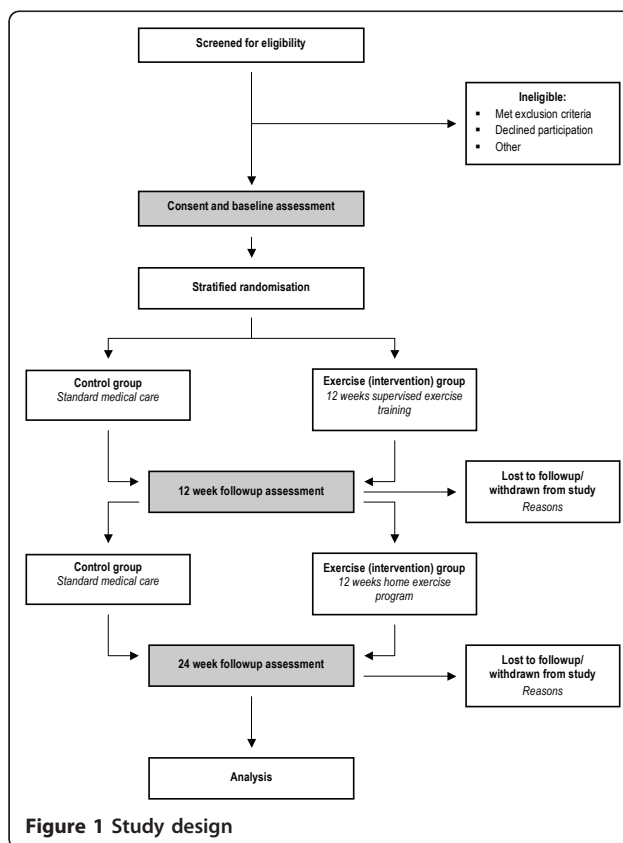 Screened for eligibility
Ineligible:
▪ Met exclusion criteria
▪ Declined participation
▪ Other
Consent and baseline assessment
Stratified randomisation
Control group
Standard medical care
Exercise (intervention) group
12 weeks supervised exercise
training
12 week followup assessment
Lost to followup/
withdrawn from study
Reasons
Control group
Standard medical care
Exercise (intervention) group
12 weeks home exercise
program
24 week followup assessment
Lost to followup/
withdrawn from study
Reasons
Analysis
Figure 1 Study design